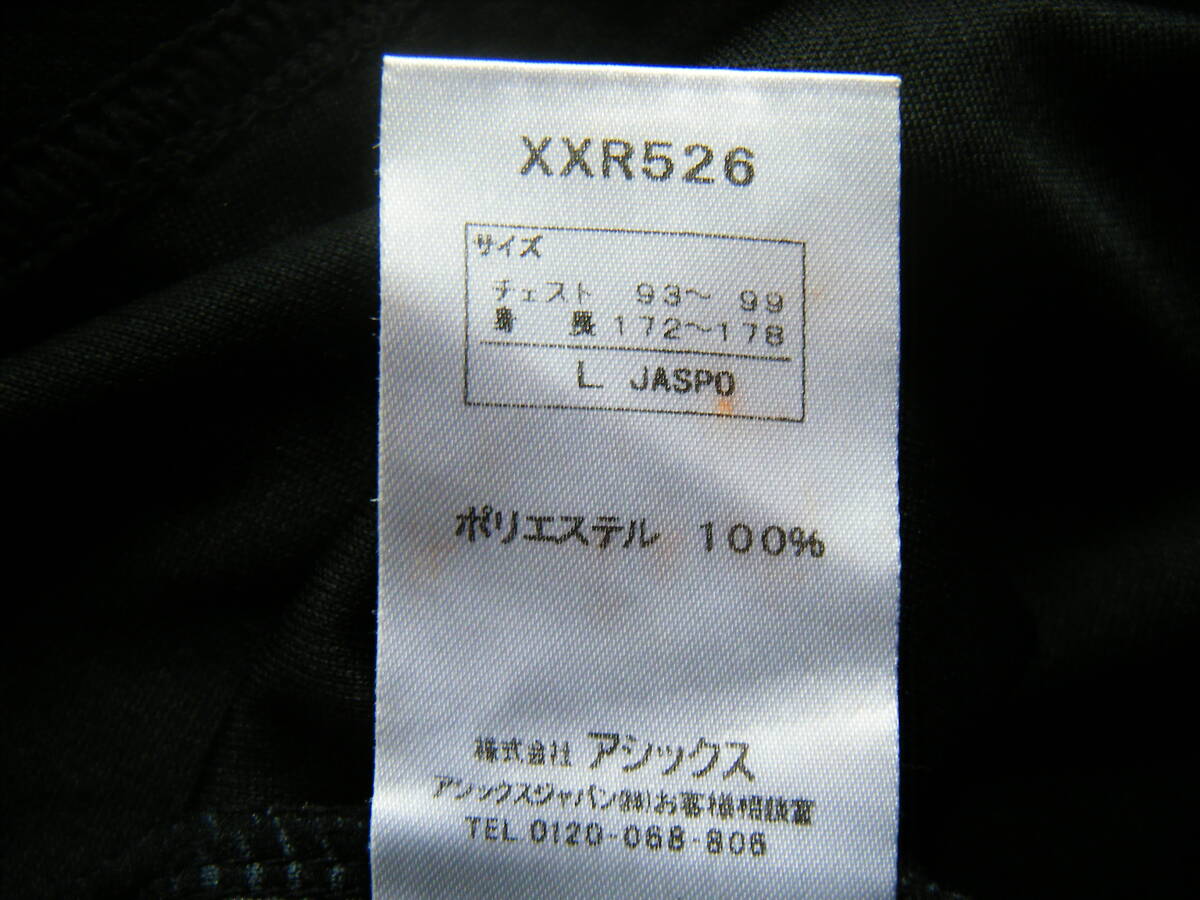 XXR526
サイズ
チェスト 93～ 99
身 長 172～178
L JASPO
ポリエステル 100%
株式会社 アシックス
アシックスジャパン(株)お客様相談室
TEL 0120-068-806